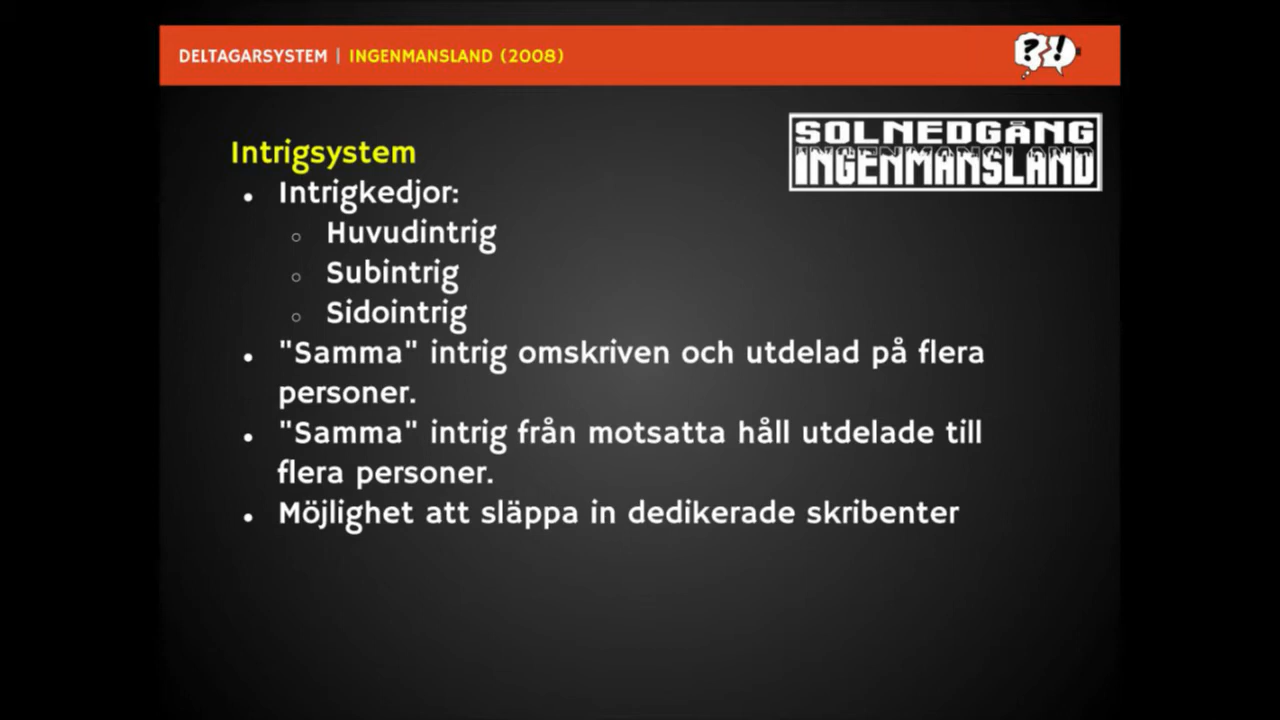 DELTAGARSYSTEM | INGENMANSLAND (2008)
?!
SOLNEDGÅNG
INGENMANSLAND
Intrigsystem
• Intrigkedjor:
○ Huvudintrig
○ Subintrig
○ Sidointrig
• "Samma" intrig omskriven och utdelad på flera
personer.
• "Samma" intrig från motsatta håll utdelade till
flera personer.
• Möjlighet att släppa in dedikerade skribenter